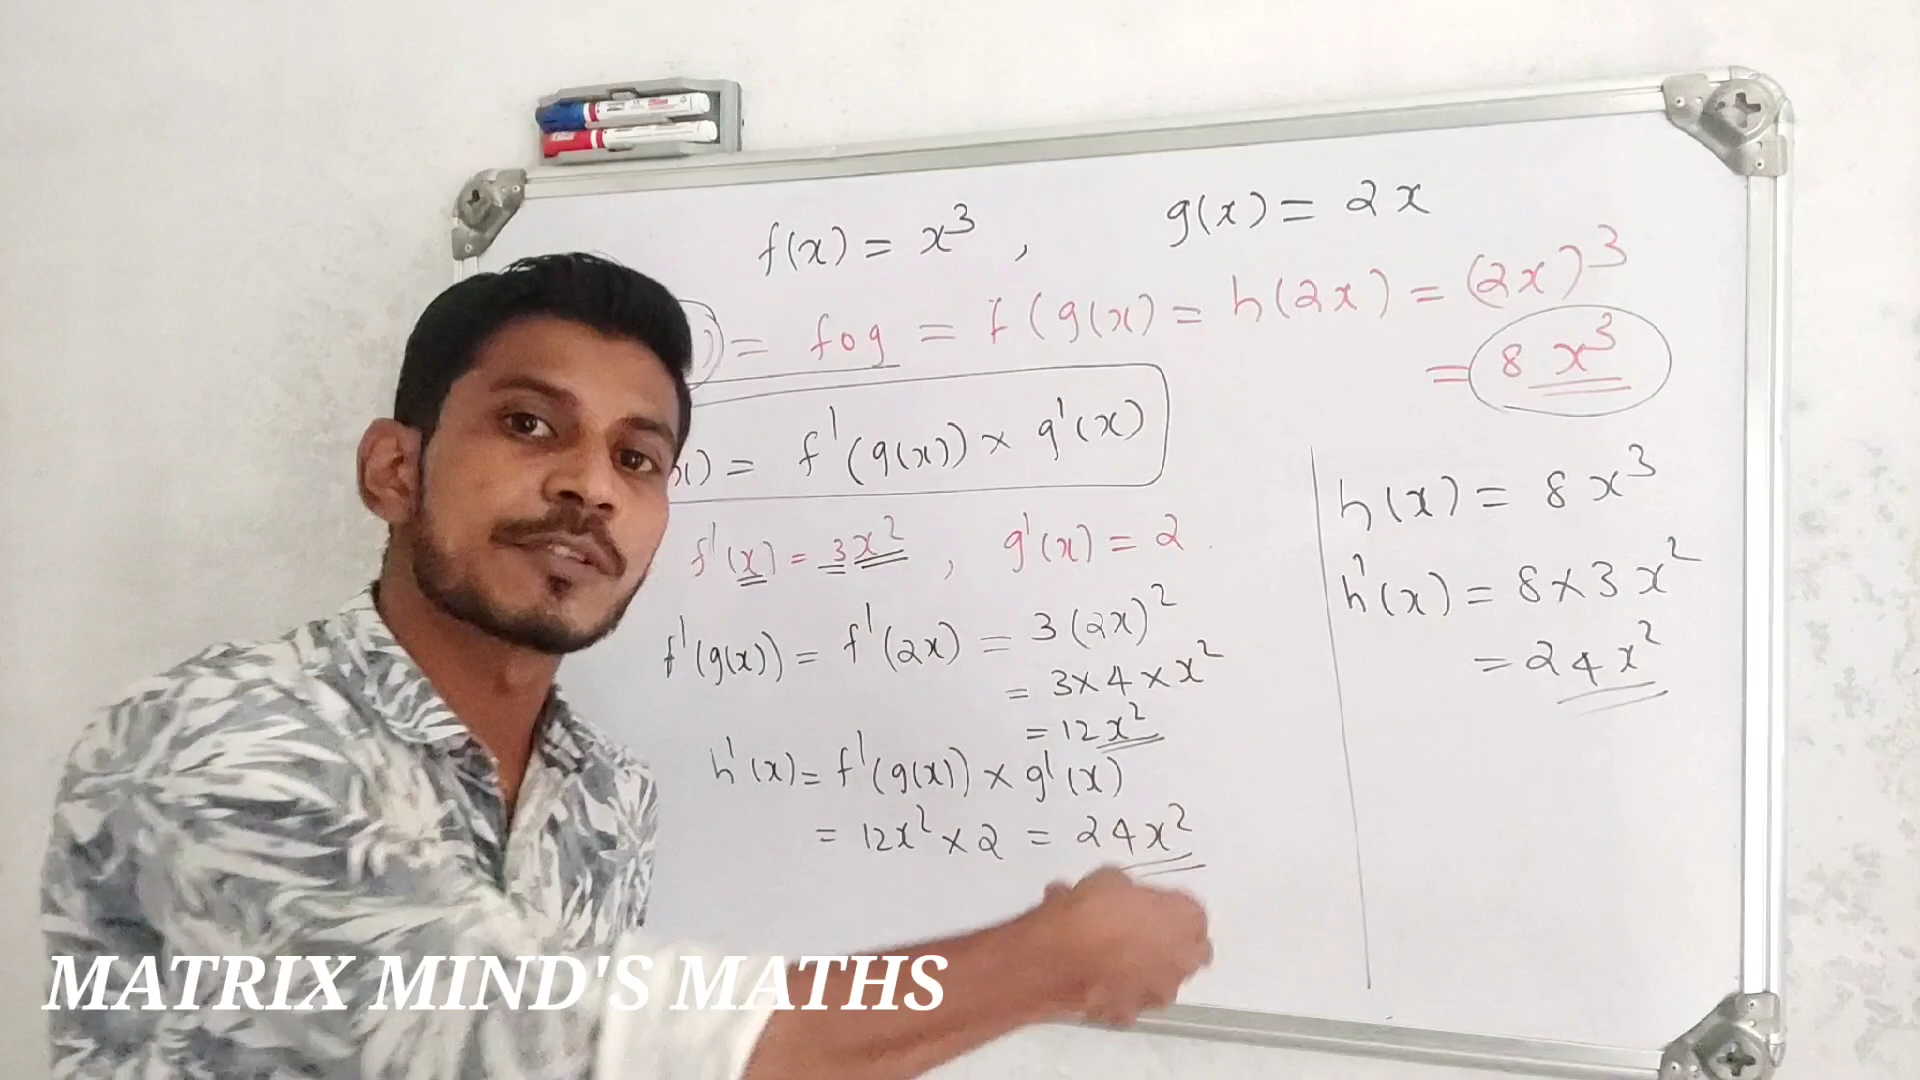 f(x) = x³ , g(x) = 2x
) = fog = f(g(x) = h(2x) = (2x)³
= 8x³
x) = f'(g(x)) × g'(x)
f'(x) = 3x² , g'(x) = 2
f'(g(x)) = f'(2x) = 3(2x)²
= 3×4×x²
= 12x²
h'(x) = f'(g(x)) × g'(x)
= 12x² × 2 = 24x²
h(x) = 8x³
h'(x) = 8×3x²
= 24x²
MATRIX MIND'S MATHS